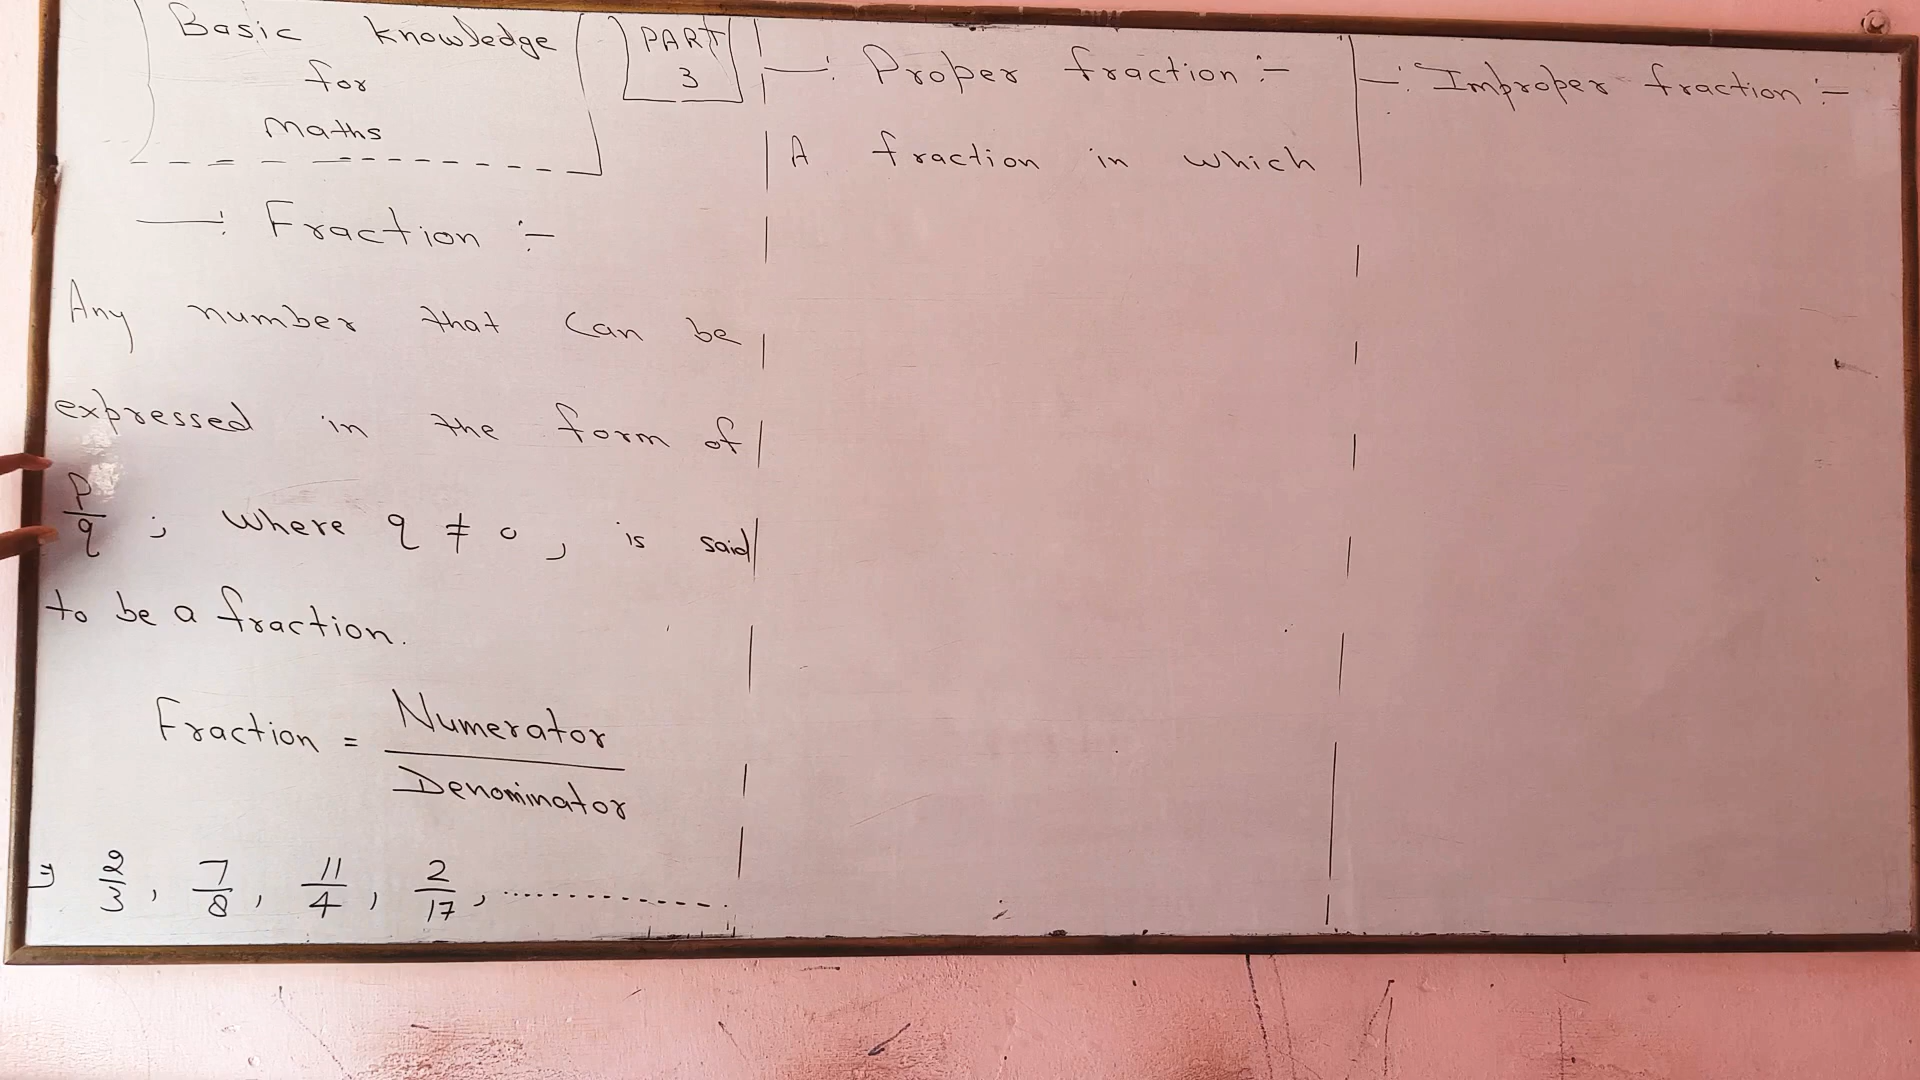 Basic knowledge
for
maths
PART
3
—: Fraction :-
Any number that can be
expressed in the form of
p/q ; where q ≠ 0, is said
to be a fraction.
Fraction = Numerator
Denominator
⇒ 2/3, 7/8, 11/4, 2/17, ..............
—: Proper fraction :-
A fraction in which
—: Improper fraction :-